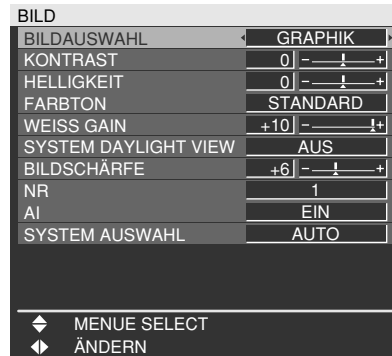 BILD
BILDAUSWAHL GRAPHIK
KONTRAST 0 - +
HELLIGKEIT 0 - +
FARBTON STANDARD
WEISS GAIN +10 - +
SYSTEM DAYLIGHT VIEW AUS
BILDSCHÄRFE +6 - +
NR 1
AI EIN
SYSTEM AUSWAHL AUTO
MENUE SELECT
ÄNDERN